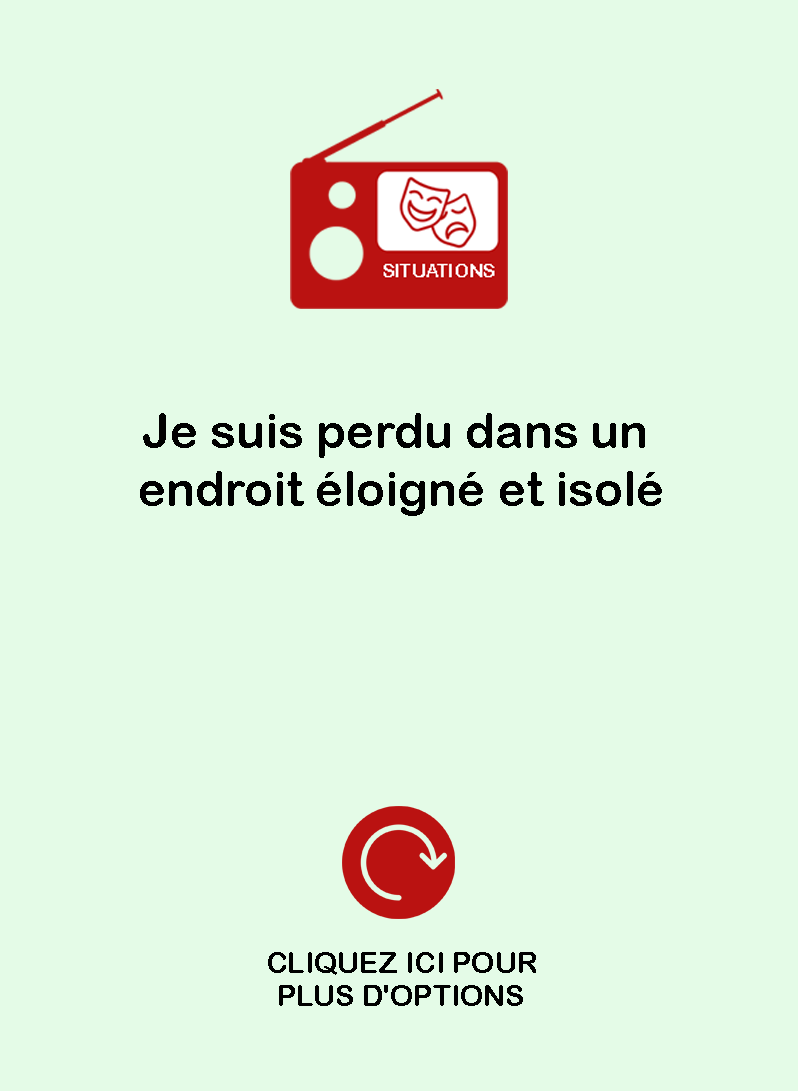 SITUATIONS
Je suis perdu dans un
endroit éloigné et isolé
CLIQUEZ ICI POUR
PLUS D'OPTIONS